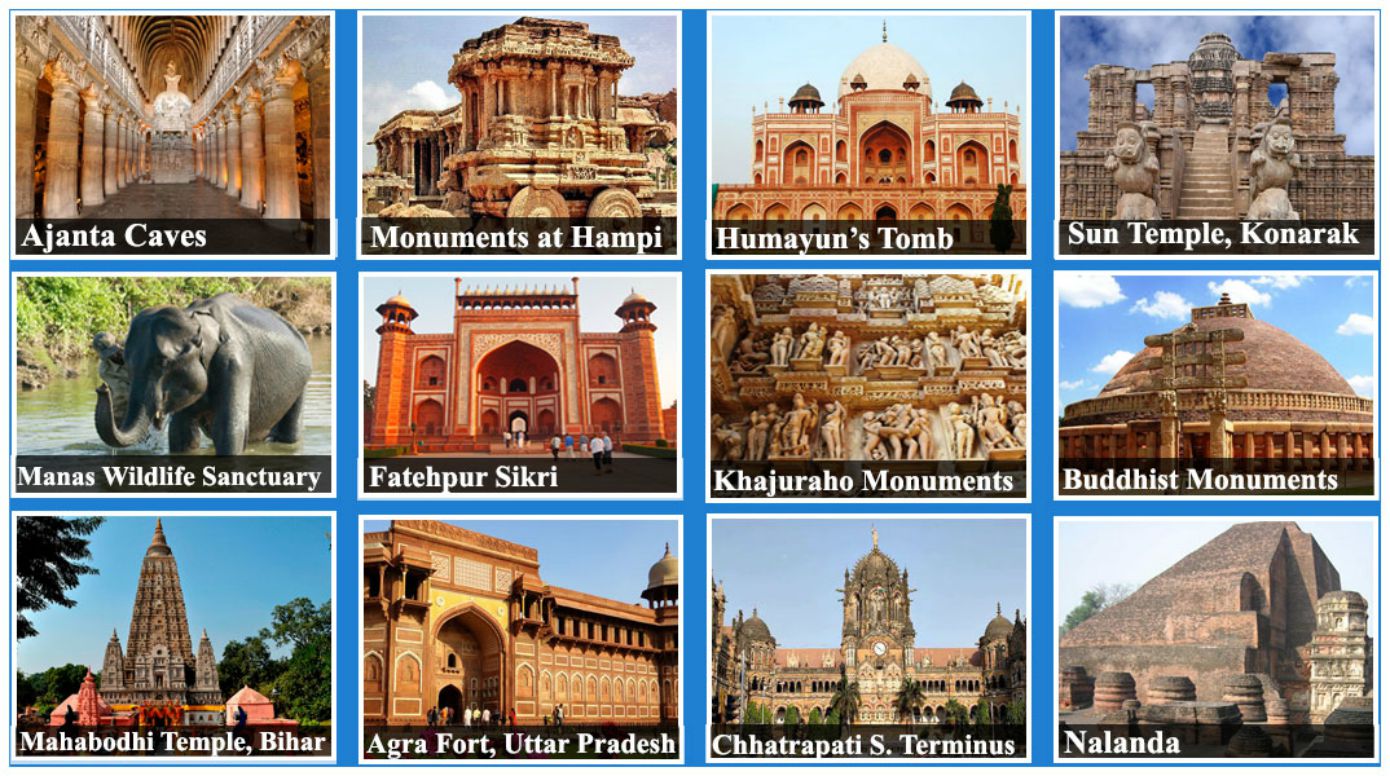 Ajanta Caves
Monuments at Hampi
Humayun’s Tomb
Sun Temple, Konarak
Manas Wildlife Sanctuary
Fatehpur Sikri
Khajuraho Monuments
Buddhist Monuments
Mahabodhi Temple, Bihar
Agra Fort, Uttar Pradesh
Chhatrapati S. Terminus
Nalanda